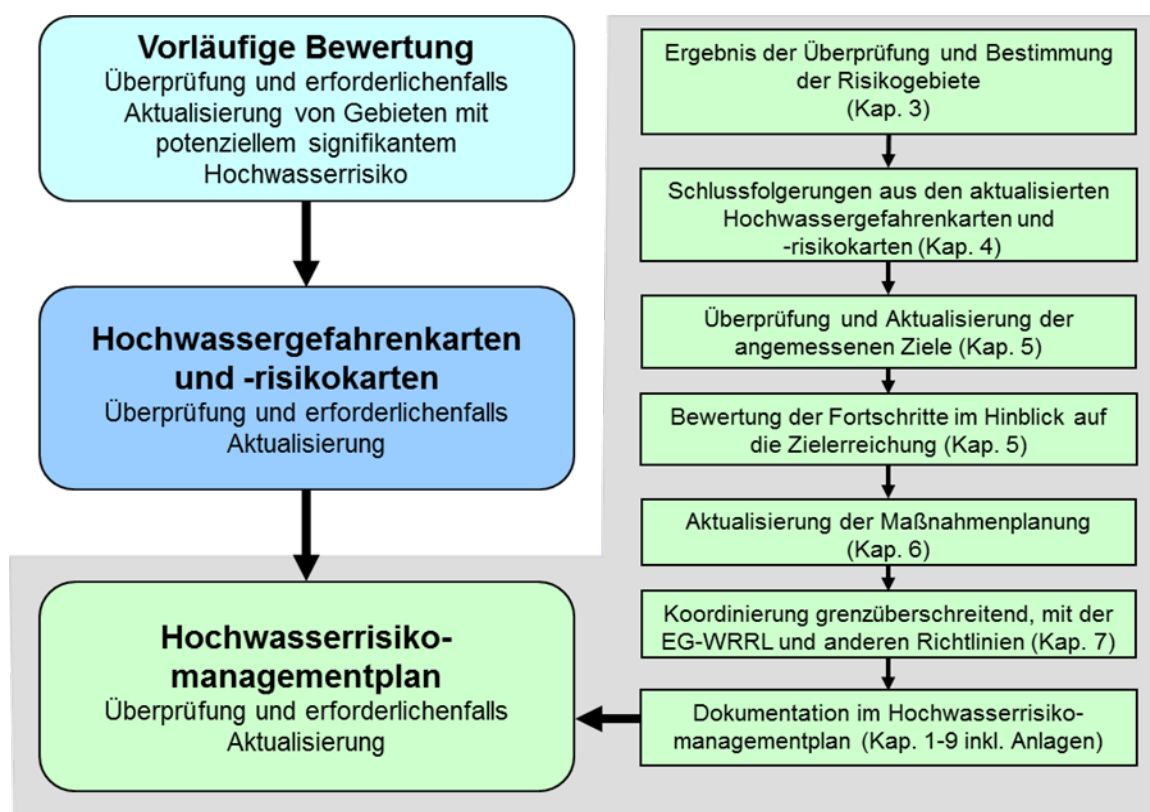 Vorläufige Bewertung
Überprüfung und erforderlichenfalls
Aktualisierung von Gebieten mit
potenziellem signifikantem
Hochwasserrisiko
Hochwassergefahrenkarten
und -risikokarten
Überprüfung und erforderlichenfalls
Aktualisierung
Hochwasserrisiko-
managementplan
Überprüfung und erforderlichenfalls
Aktualisierung
Ergebnis der Überprüfung und Bestimmung
der Risikogebiete
(Kap. 3)
Schlussfolgerungen aus den aktualisierten
Hochwassergefahrenkarten und
-risikokarten (Kap. 4)
Überprüfung und Aktualisierung der
angemessenen Ziele (Kap. 5)
Bewertung der Fortschritte im Hinblick auf
die Zielerreichung (Kap. 5)
Aktualisierung der Maßnahmenplanung
(Kap. 6)
Koordinierung grenzüberschreitend, mit der
EG-WRRL und anderen Richtlinien (Kap. 7)
Dokumentation im Hochwasserrisiko-
managementplan (Kap. 1-9 inkl. Anlagen)